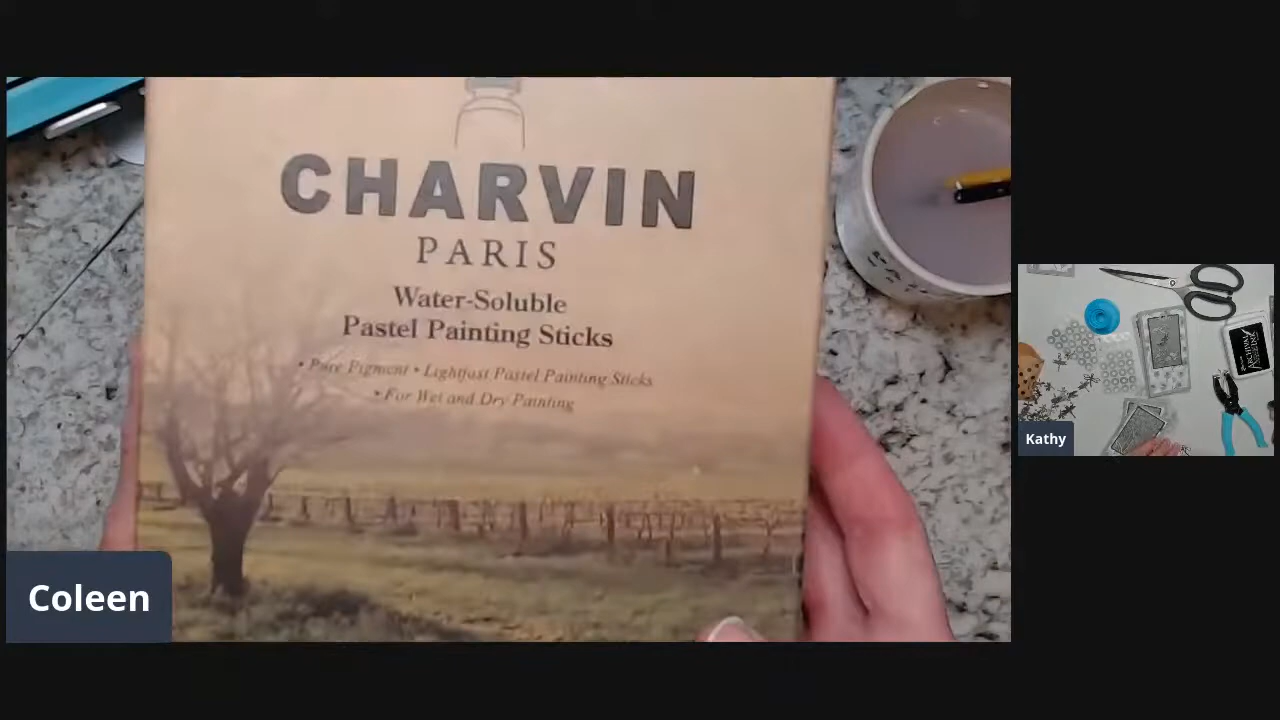 CHARVIN
PARIS
Water-Soluble
Pastel Painting Sticks
• Pure Pigment • Lightfast Pastel Painting Sticks
• For Wet and Dry Painting
Coleen
Kathy